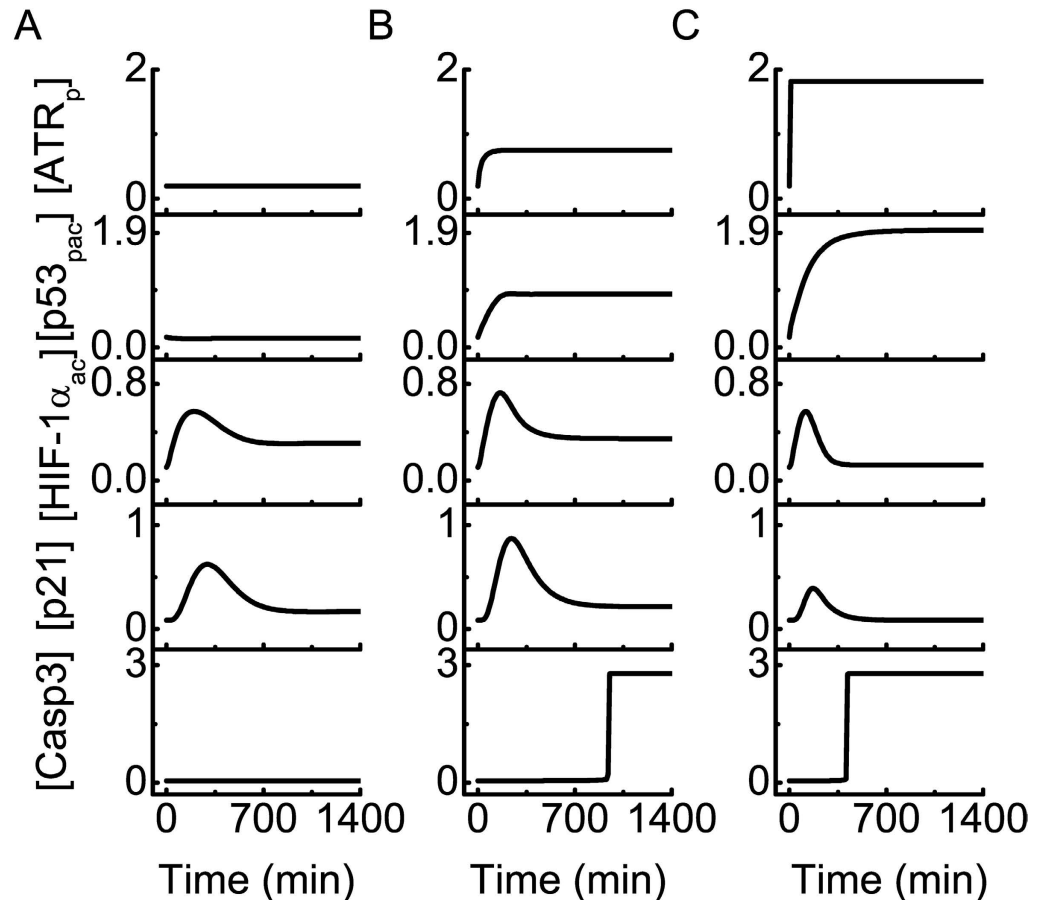 A B C
[ATRp]
2 2 2
0 0 0
[p53pac]
1.9 1.9 1.9
0.0 0.0 0.0
[HIF-1αac]
0.8 0.8 0.8
0.0 0.0 0.0
[p21]
1 1 1
0 0 0
[Casp3]
3 3 3
0 0 0
0 700 1400 0 700 1400 0 700 1400
Time (min) Time (min) Time (min)